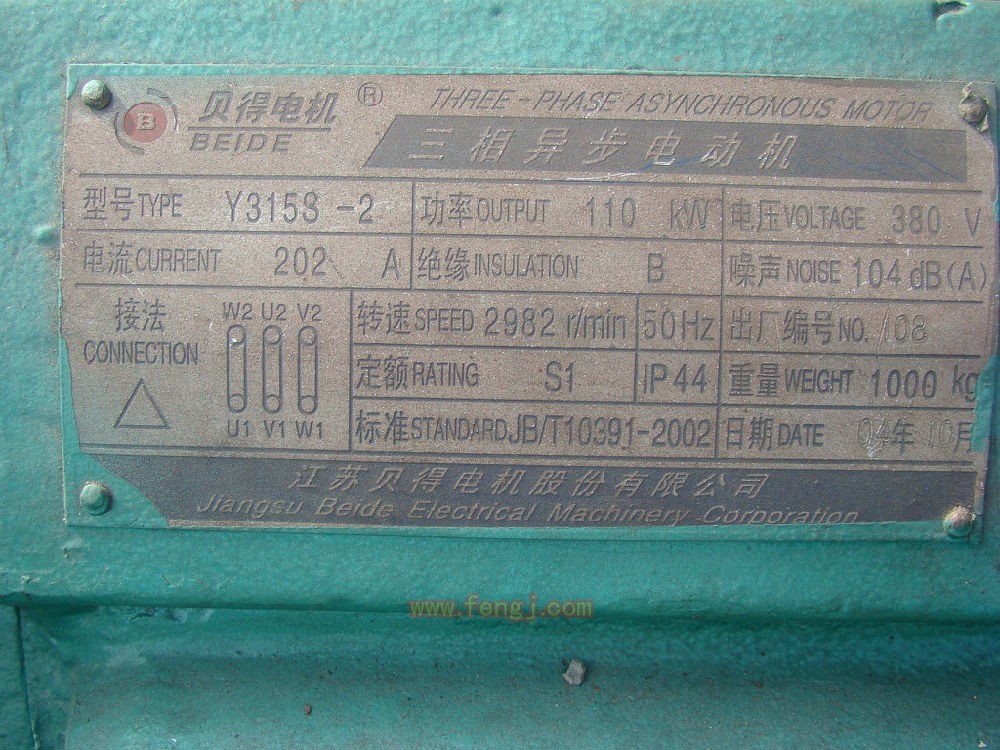 B 贝得电机 ® THREE-PHASE ASYNCHRONOUS MOTOR
BEIDE 三相异步电动机
型号TYPE Y315S-2 功率OUTPUT 110 kW 电压VOLTAGE 380 V
电流CURRENT 202 A 绝缘INSULATION B 噪声NOISE 104 dB(A)
接法 W2 U2 V2 转速SPEED 2982 r/min 50Hz 出厂编号NO. 108
CONNECTION 定额RATING S1 IP44 重量WEIGHT 1000 kg
U1 V1 W1 标准STANDARD JB/T10391-2002 日期DATE 04年10月
江苏贝得电机股份有限公司
Jiangsu Beide Electrical Machinery Corporation
www.fengj.com